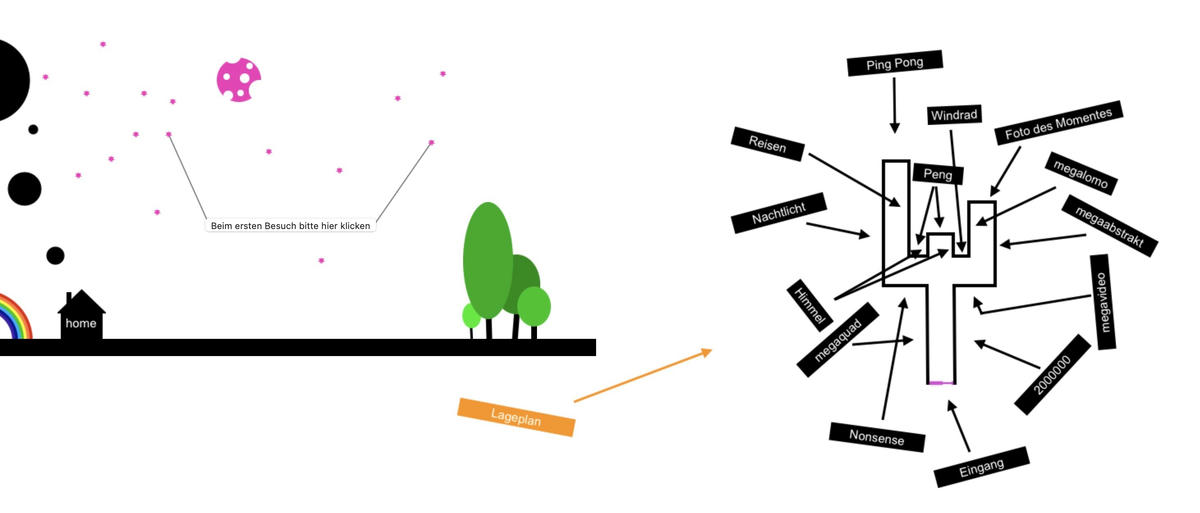 Beim ersten Besuch bitte hier klicken
home
Lageplan
Ping Pong
Windrad
Foto des Momentes
Reisen
Peng
megalomo
Nachtlicht
megaabstrakt
Himmel
megavideo
megaquad
2000000
Nonsense
Eingang